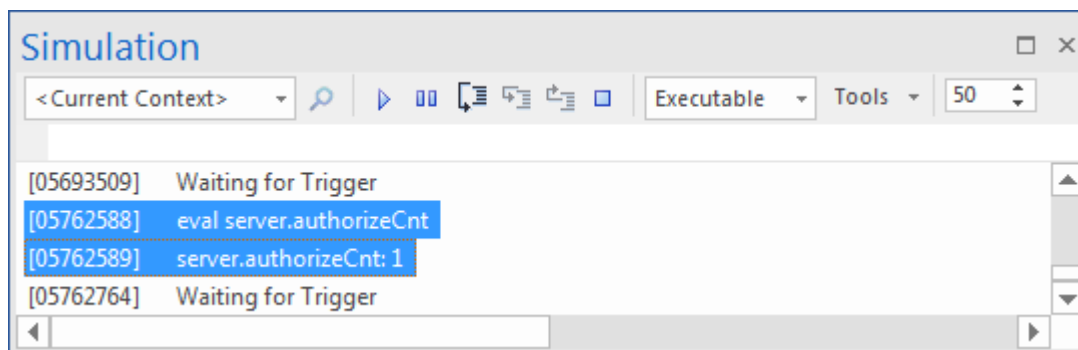 Simulation
<Current Context> Executable Tools 50
[05693509] Waiting for Trigger
[05762588] eval server.authorizeCnt
[05762589] server.authorizeCnt: 1
[05762764] Waiting for Trigger